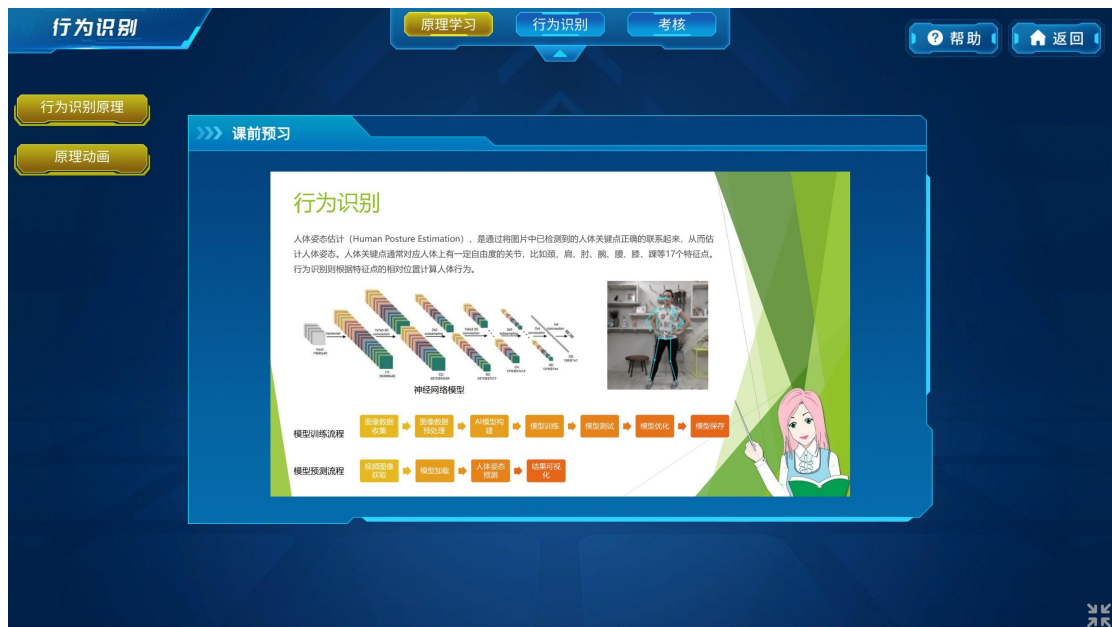 行为识别
原理学习
行为识别
考核
帮助
返回
行为识别原理
原理动画
课前预习
行为识别
人体姿态估计（Human Posture Estimation），是通过将图片中已检测到的人体关键点正确的联系起来，从而估
计人体姿态。人体关键点通常对应人体上有一定自由度的关节，比如颈、肩、肘、腕、腰、膝、踝等17个特征点。
行为识别则根据特征点的相对位置计算人体行为。
神经网络模型
模型训练流程
图像数据
收集
图像数据
预处理
AI模型构
建
模型训练
模型测试
模型优化
模型保存
模型预测流程
视频图像
获取
模型加载
人体姿态
预测
结果可视
化